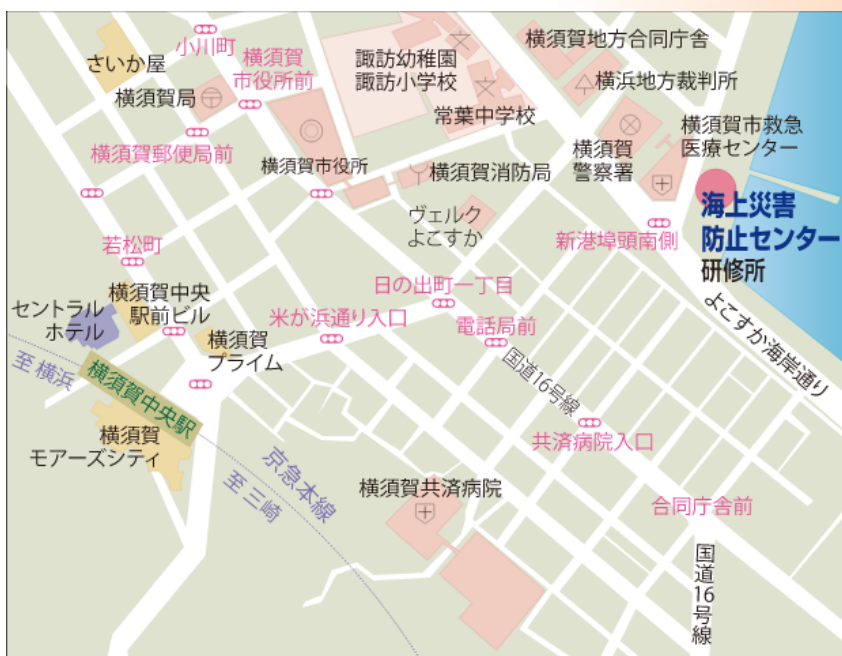 小川町
横須賀
市役所前
さいか屋
横須賀局
横須賀郵便局前
諏訪幼稚園
諏訪小学校
常葉中学校
横須賀地方合同庁舎
横浜地方裁判所
横須賀市救急
医療センター
横須賀
警察署
横須賀市役所
横須賀消防局
ヴェルク
よこすか
新港埠頭南側
海上災害
防止センター
研修所
若松町
横須賀中央
駅前ビル
セントラル
ホテル
日の出町一丁目
米が浜通り入口
電話局前
横須賀
プライム
よこすか海岸通り
国道16号線
至 横浜
横須賀中央駅
横須賀
モアーズシティ
京急本線
至 三崎
共済病院入口
横須賀共済病院
合同庁舎前
国道16号線